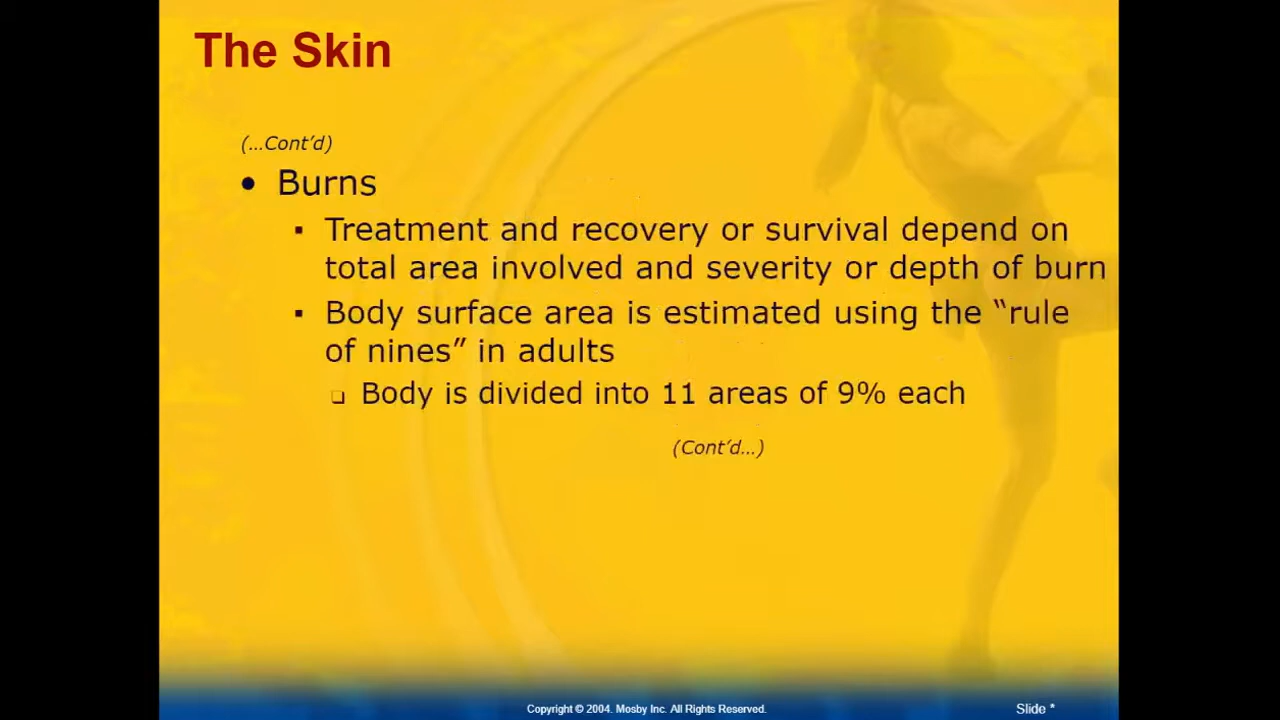 The Skin
(...Cont'd)
• Burns
▪ Treatment and recovery or survival depend on
total area involved and severity or depth of burn
▪ Body surface area is estimated using the “rule
of nines” in adults
❑ Body is divided into 11 areas of 9% each
(Cont'd...)
Copyright © 2004. Mosby Inc. All Rights Reserved.
Slide *